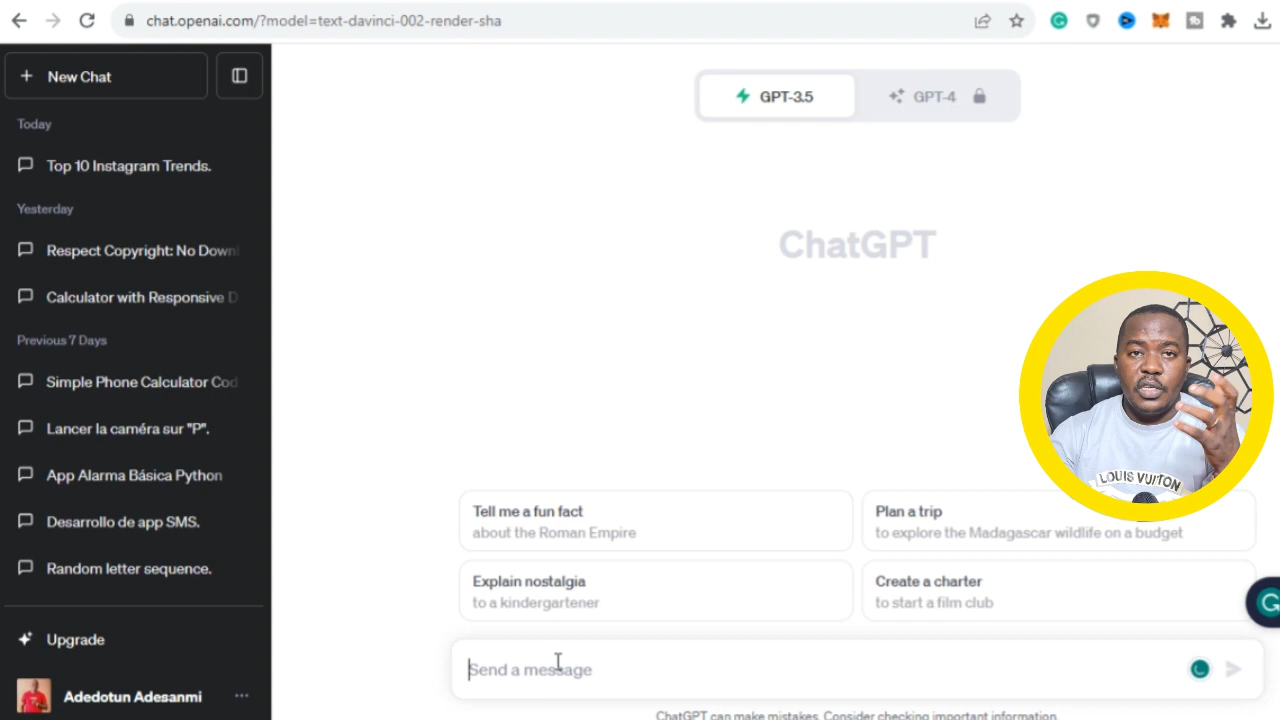 chat.openai.com/?model=text-davinci-002-render-sha
New Chat
Today
Top 10 Instagram Trends.
Yesterday
Respect Copyright: No Down
Calculator with Responsive D
Previous 7 Days
Simple Phone Calculator Cod
Lancer la caméra sur "P".
App Alarma Básica Python
Desarrollo de app SMS.
Random letter sequence.
Upgrade
Adedotun Adesanmi
GPT-3.5
GPT-4
ChatGPT
LOUIS VUITON
Tell me a fun fact
about the Roman Empire
Plan a trip
to explore the Madagascar wildlife on a budget
Explain nostalgia
to a kindergartener
Create a charter
to start a film club
Send a message
ChatGPT can make mistakes. Consider checking important information.